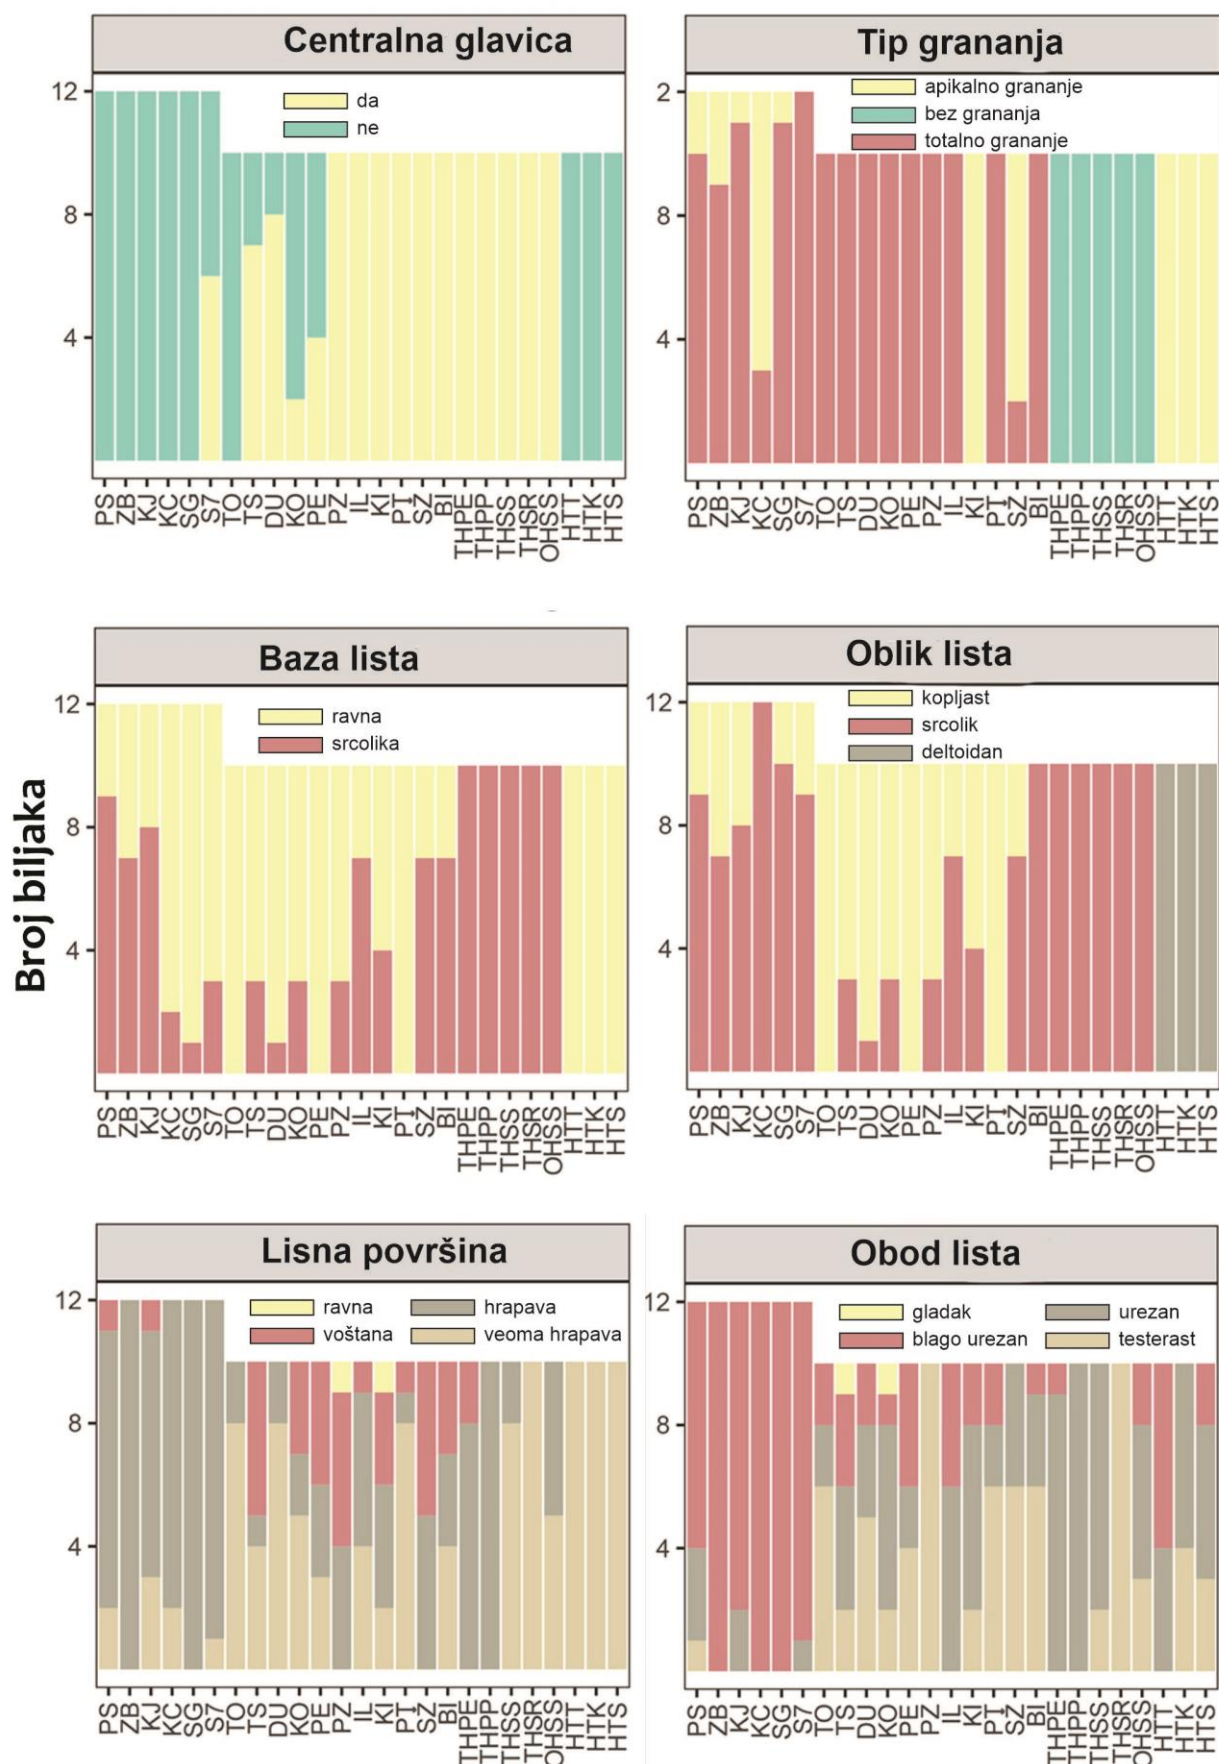 Centralna glavica
12
8
4
da
ne
PS ZB KJ KC SG S7 TO TS DU KO PE PZ IL KI PT SZ BI THPE THPP THSS THSR OHSS HTT HTK HTS
Tip grananja
2
8
4
apikalno grananje
bez grananja
totalno grananje
PS ZB KJ KC SG S7 TO TS DU KO PE PZ IL KI PT SZ BI THPE THPP THSS THSR OHSS HTT HTK HTS
Broj biljaka
Baza lista
12
8
4
ravna
srcolika
PS ZB KJ KC SG S7 TO TS DU KO PE PZ IL KI PT SZ BI THPE THPP THSS THSR OHSS HTT HTK HTS
Oblik lista
12
8
4
kopljast
srcolik
deltoidan
PS ZB KJ KC SG S7 TO TS DU KO PE PZ IL KI PT SZ BI THPE THPP THSS THSR OHSS HTT HTK HTS
Lisna površina
12
8
4
ravna hrapava
voštana veoma hrapava
PS ZB KJ KC SG S7 TO TS DU KO PE PZ IL KI PT SZ BI THPE THPP THSS THSR OHSS HTT HTK HTS
Obod lista
12
8
4
gladak urezan
blago urezan testerast
PS ZB KJ KC SG S7 TO TS DU KO PE PZ IL KI PT SZ BI THPE THPP THSS THSR OHSS HTT HTK HTS